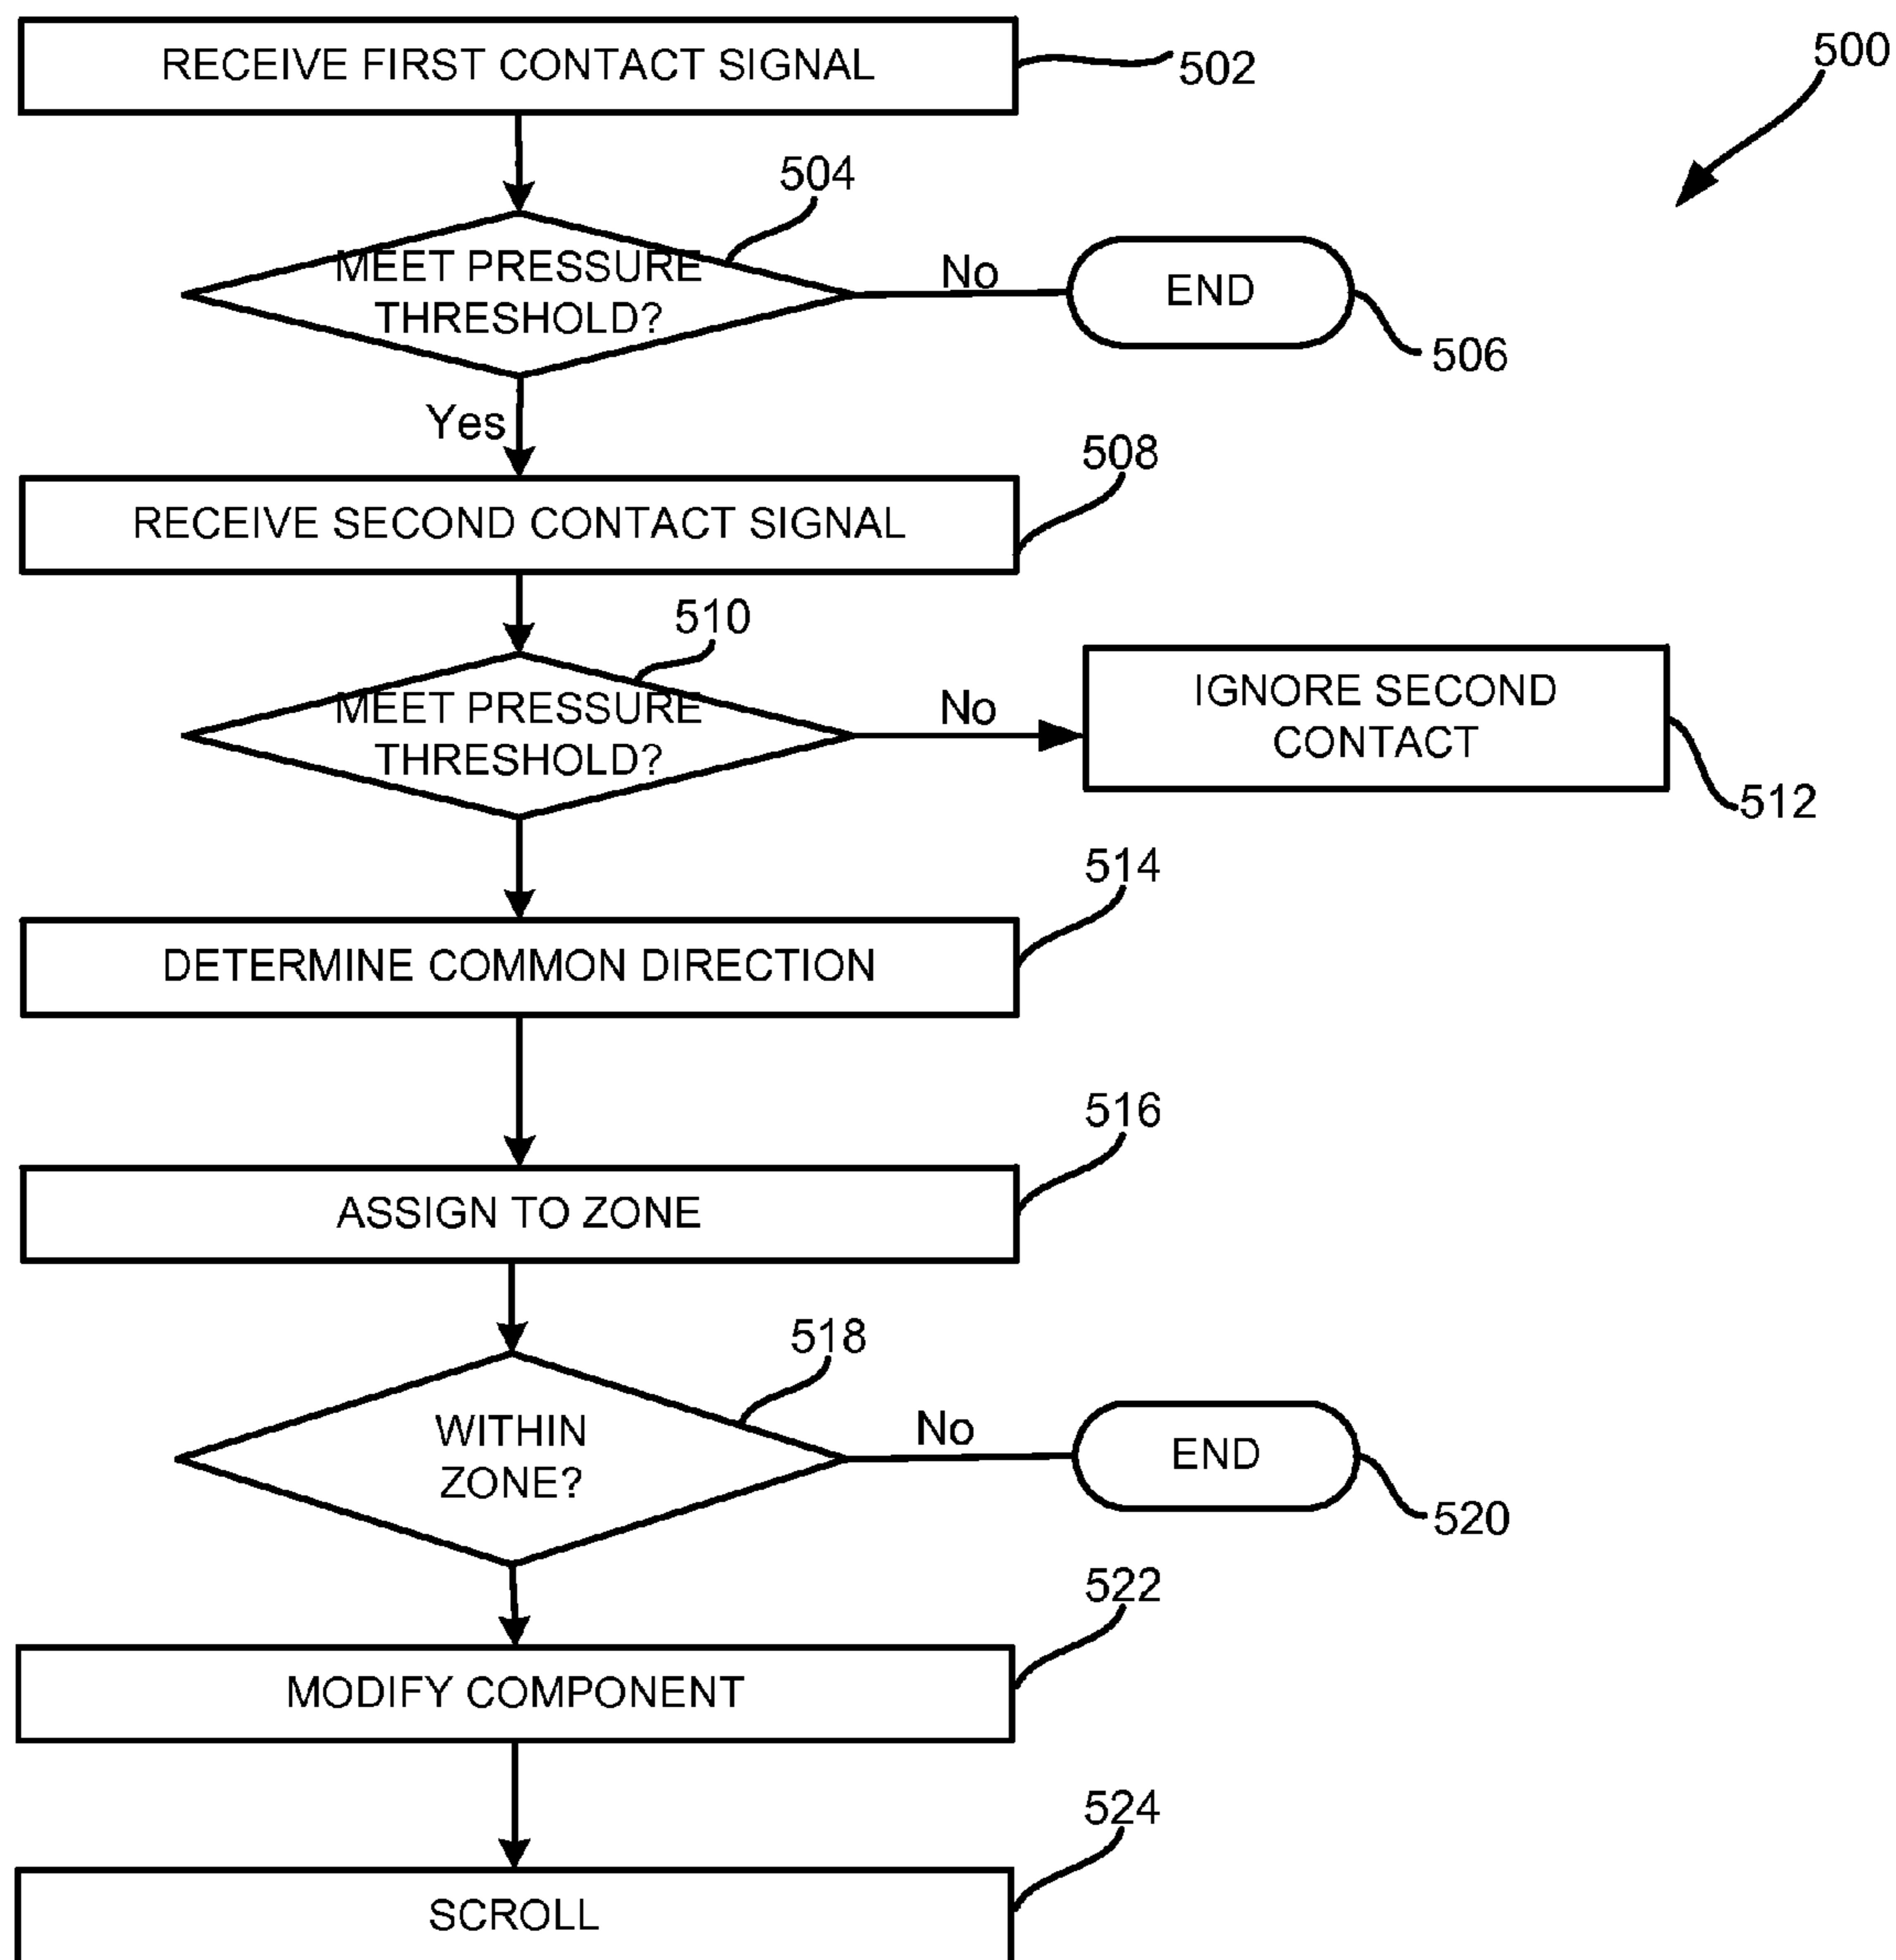 RECEIVE FIRST CONTACT SIGNAL
502
500
504
MEET PRESSURE
THRESHOLD?
No
END
506
Yes
508
RECEIVE SECOND CONTACT SIGNAL
510
MEET PRESSURE
THRESHOLD?
No
IGNORE SECOND
CONTACT
512
514
DETERMINE COMMON DIRECTION
516
ASSIGN TO ZONE
518
WITHIN
ZONE?
No
END
520
522
MODIFY COMPONENT
524
SCROLL